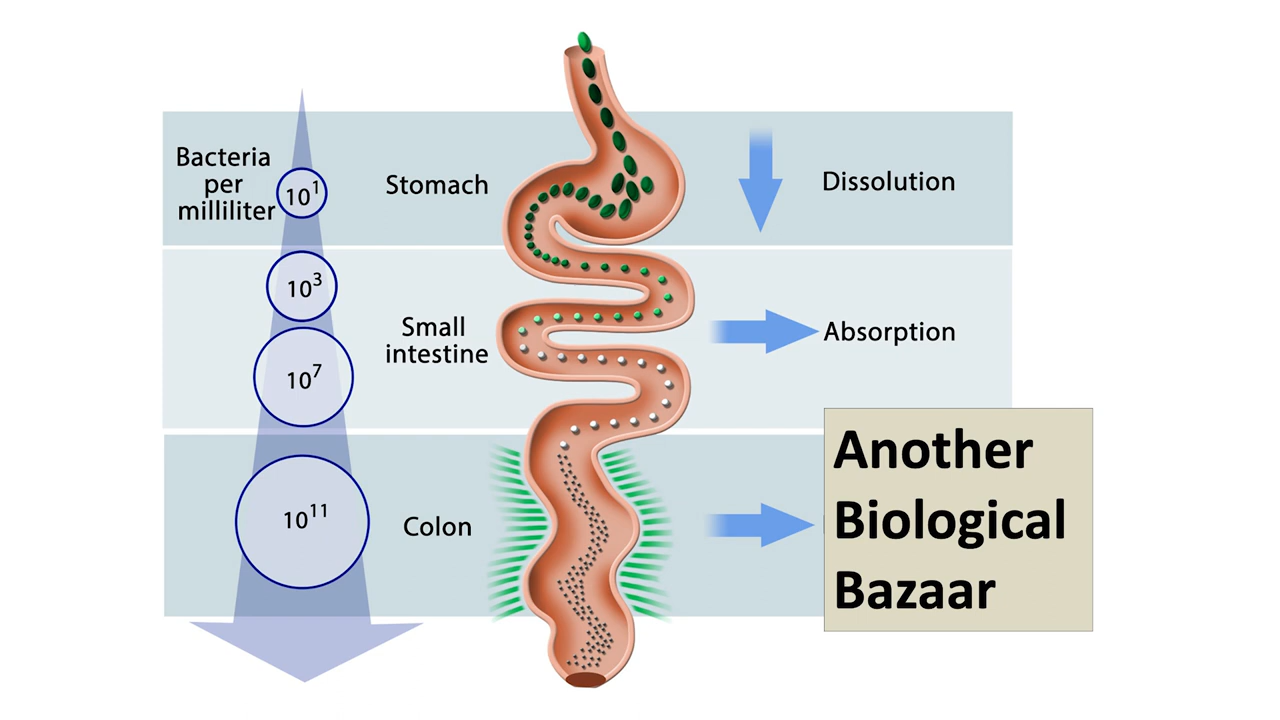 Bacteria
per
milliliter
10¹
Stomach
Dissolution
10³
10⁷
Small
intestine
Absorption
10¹¹
Colon
Another
Biological
Bazaar